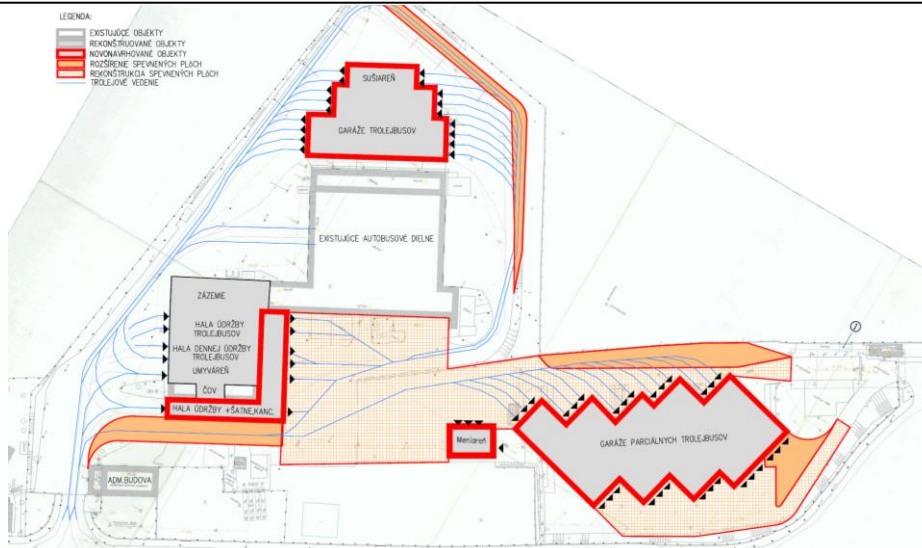 LEGENDA:
EXISTUJÚCE OBJEKTY
REKONŠTRUOVANÉ OBJEKTY
NOVONAVRHOVANÉ OBJEKTY
ROZŠÍRENIE SPEVNENÝCH PLôCH
REKONŠTRUKCIA SPEVNENÝCH PLôCH
TROLEJOVÉ VEDENIE
SUŠIAREŇ
GARÁŽE TROLEJBUSOV
EXISTUJÚCE AUTOBUSOVÉ DIELNE
ZÁZEMIE
HALA ÚDRŽBY
TROLEJBUSOV
HALA DENNEJ ÚDRŽBY
TROLEJBUSOV
UMYVÁREŇ
ČOV
HALA ÚDRŽBY +ŠATNE,KANC.
Meniareň
GARÁŽE PARCIÁLNYCH TROLEJBUSOV
ADM.BUDOVA